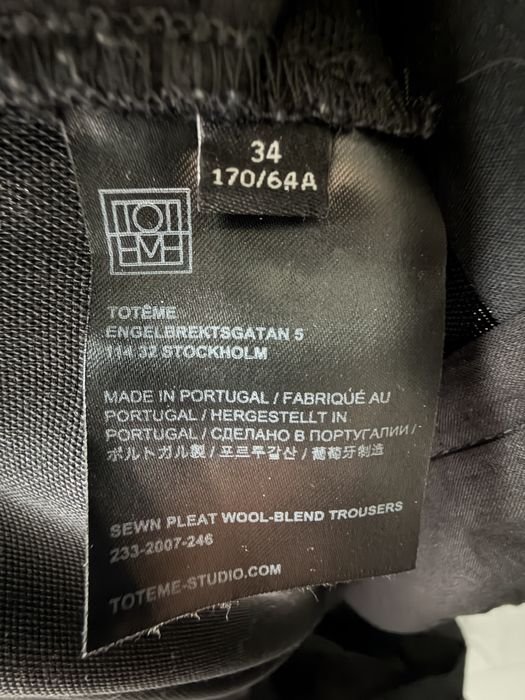 34
170/64A
TOTÊME
TOTÊME
ENGELBREKTSGATAN 5
114 32 STOCKHOLM
MADE IN PORTUGAL / FABRIQUÉ AU
PORTUGAL / HERGESTELLT IN
PORTUGAL / СДЕЛАНО В ПОРТУГАЛИИ /
ポルトガル製 / 포르투갈산 / 葡萄牙制造
SEWN PLEAT WOOL-BLEND TROUSERS
233-2007-246
TOTEME-STUDIO.COM